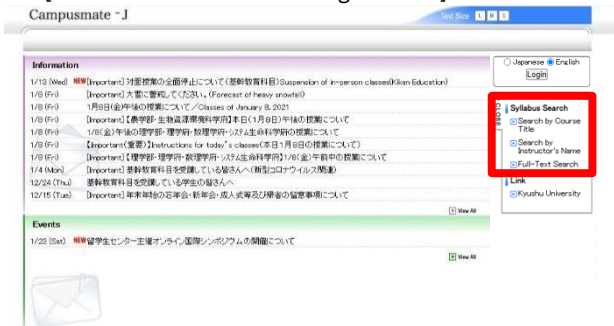 Campusmate-J
Text Size L M S
Information
1/13 (Wed) NEW[Important] 対面授業の全面停止について(基幹教育科目)Suspension of in-person classes(Kikan Education)
1/8 (Fri) [Important] 大雪に警戒してください。(Forecast of heavy snowfall)
1/8 (Fri) 1月8日(金)午後の授業について/Classes of January 8, 2021
1/8 (Fri) [Important]【農学部・生物資源環境科学府】本日(1月8日)午後の授業について
1/8 (Fri) 1/8(金)午後の理学部・理学府・数理学府・システム生命科学府の授業について
1/8 (Fri) [Important(重要)]Instructions for today's classes(本日1月8日の授業について)
1/8 (Fri) [Important]【理学部・理学府・数理学府・システム生命科学府】1/8(金)午前中の授業について
1/4 (Mon) [Important] 基幹教育科目を受講している皆さんへ(新型コロナウイルス関連)
12/24 (Thu) 基幹教育科目を受講している学生の皆さんへ
12/15 (Tue) [Important] 年末年始の忘年会・新年会・成人式等及び帰省の留意事項について
View All
Events
1/23 (Sat) NEW留学生センター主催オンライン国際シンポジウムの開催について
View All
Japanese English
Login
CLOSE
Syllabus Search
Search by Course
Title
Search by
Instructor's Name
Full-Text Search
Link
Kyushu University